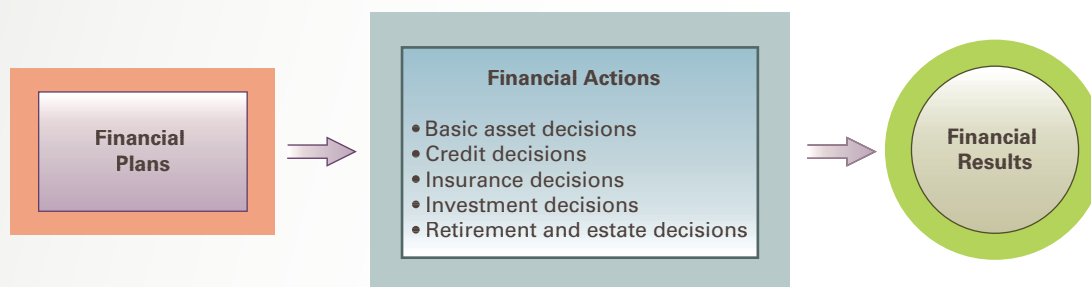 Financial
Plans
Financial Actions
• Basic asset decisions
• Credit decisions
• Insurance decisions
• Investment decisions
• Retirement and estate decisions
Financial
Results